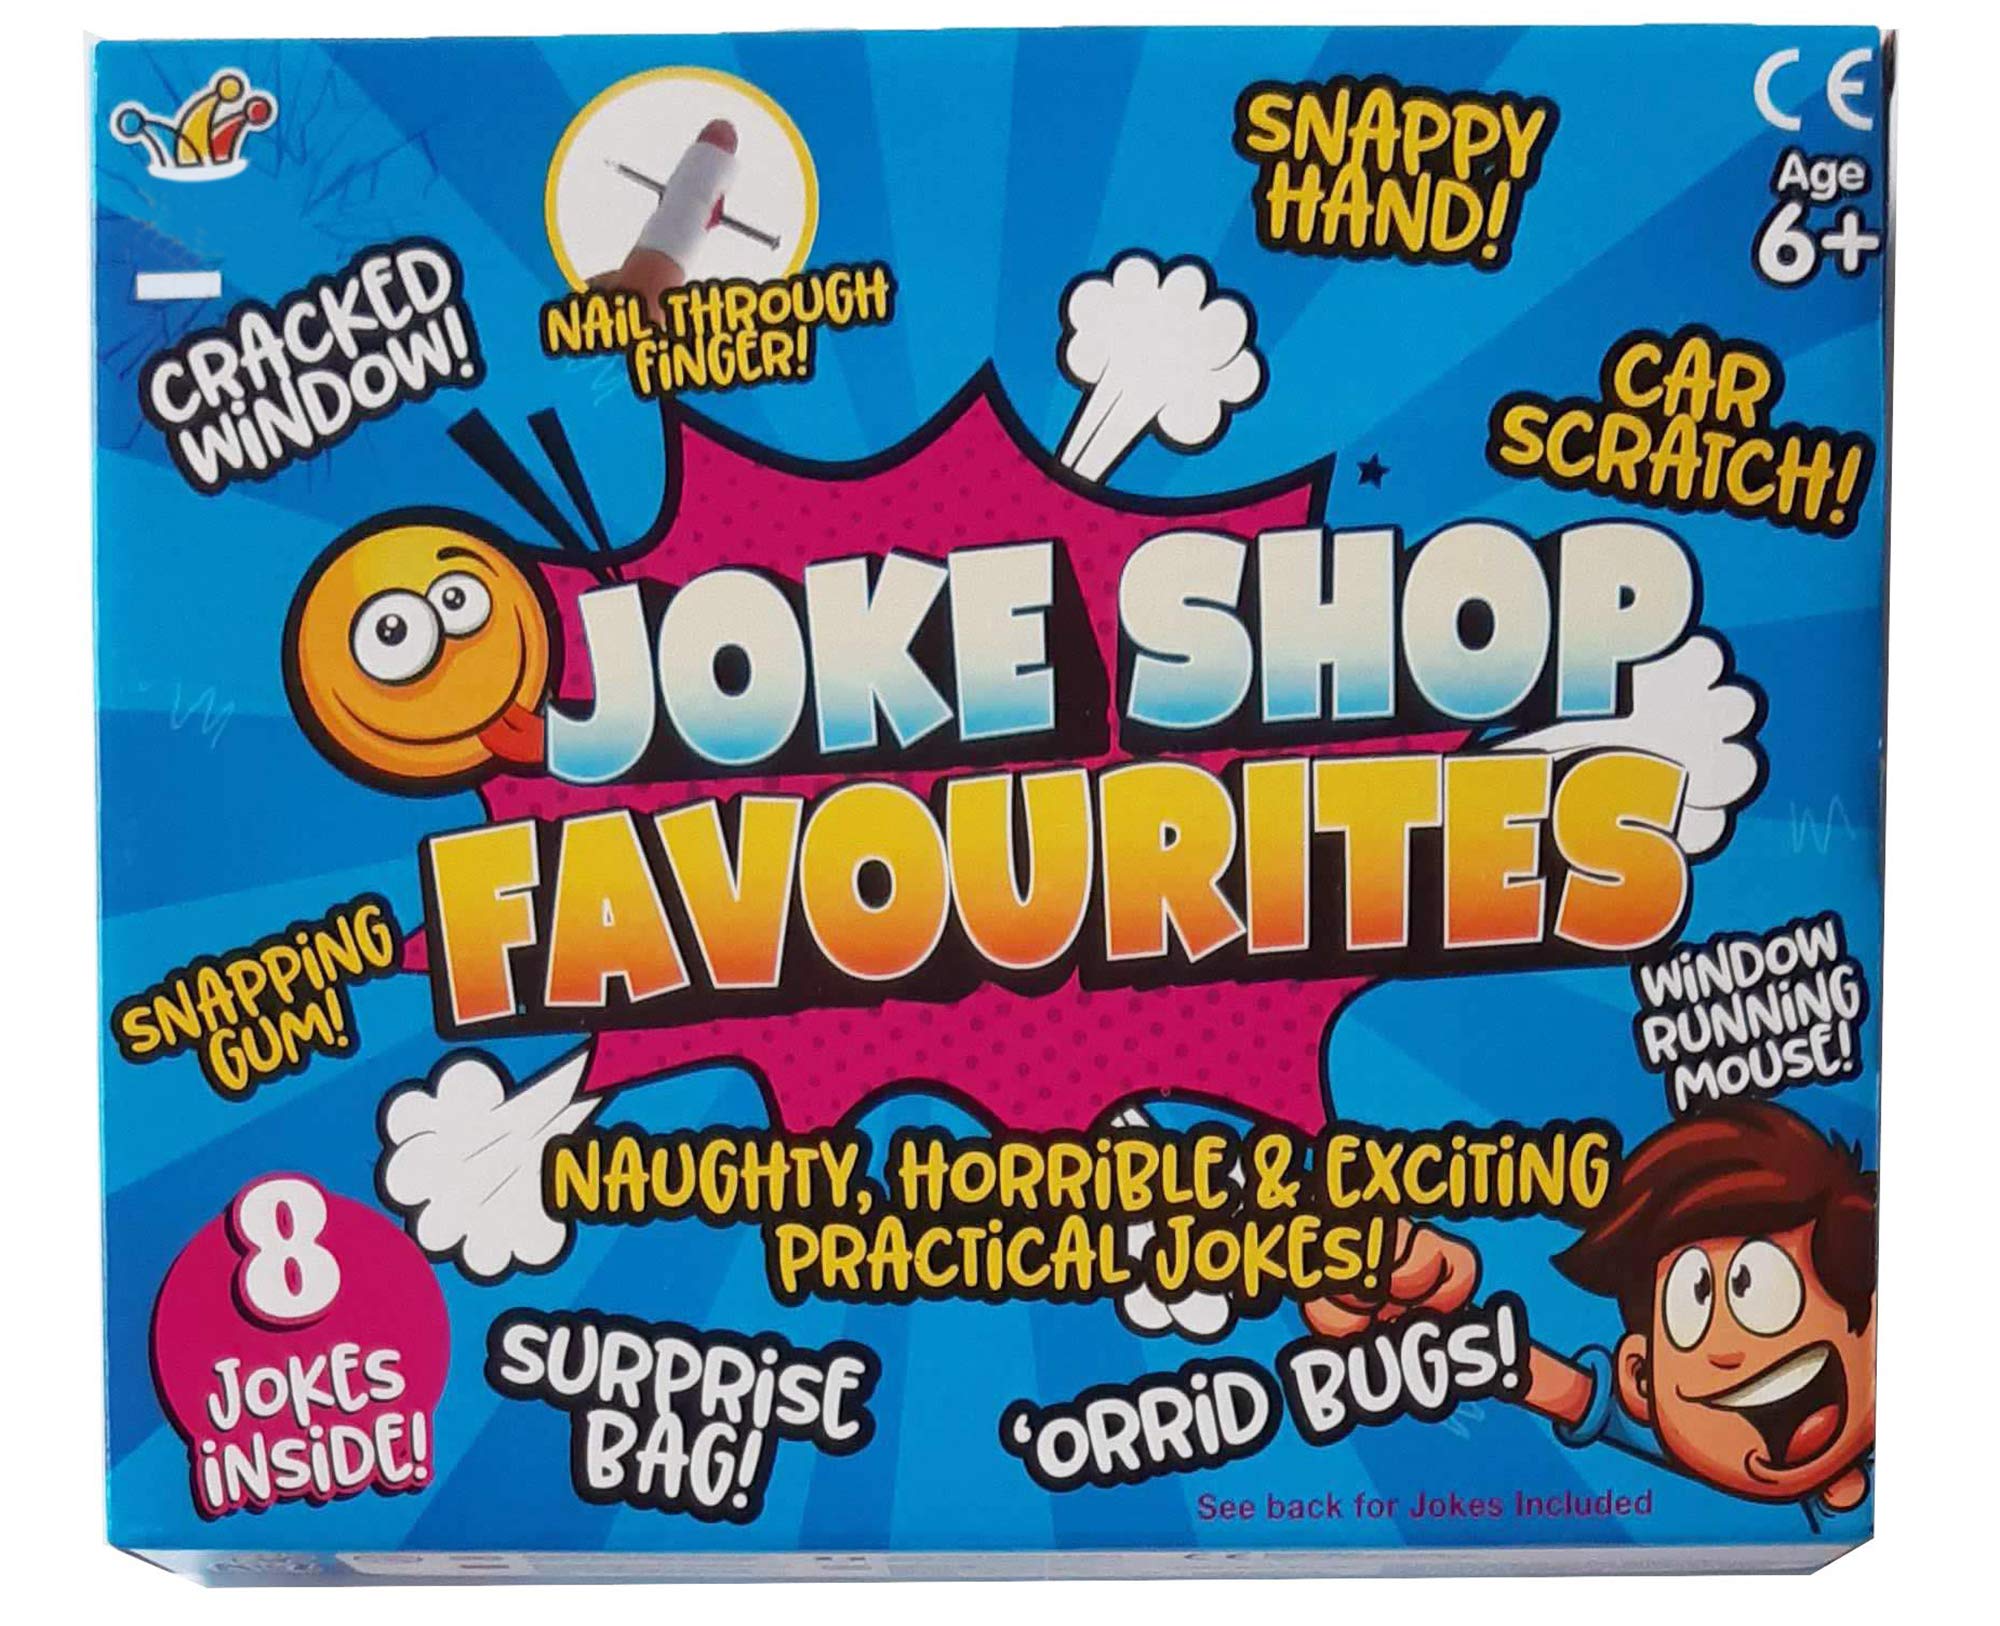 CE
Age
6+
SNAPPY
HAND!
CRACKED
WINDOW!
NAIL THROUGH
FINGER!
CAR
SCRATCH!
JOKE SHOP
FAVOURITES
SNAPPING
GUM!
WINDOW
RUNNING
MOUSE!
NAUGHTY, HORRIBLE & EXCITING
PRACTICAL JOKES!
8
JOKES
INSIDE!
SURPRISE
BAG!
‘ORRID BUGS!
See back for Jokes Included